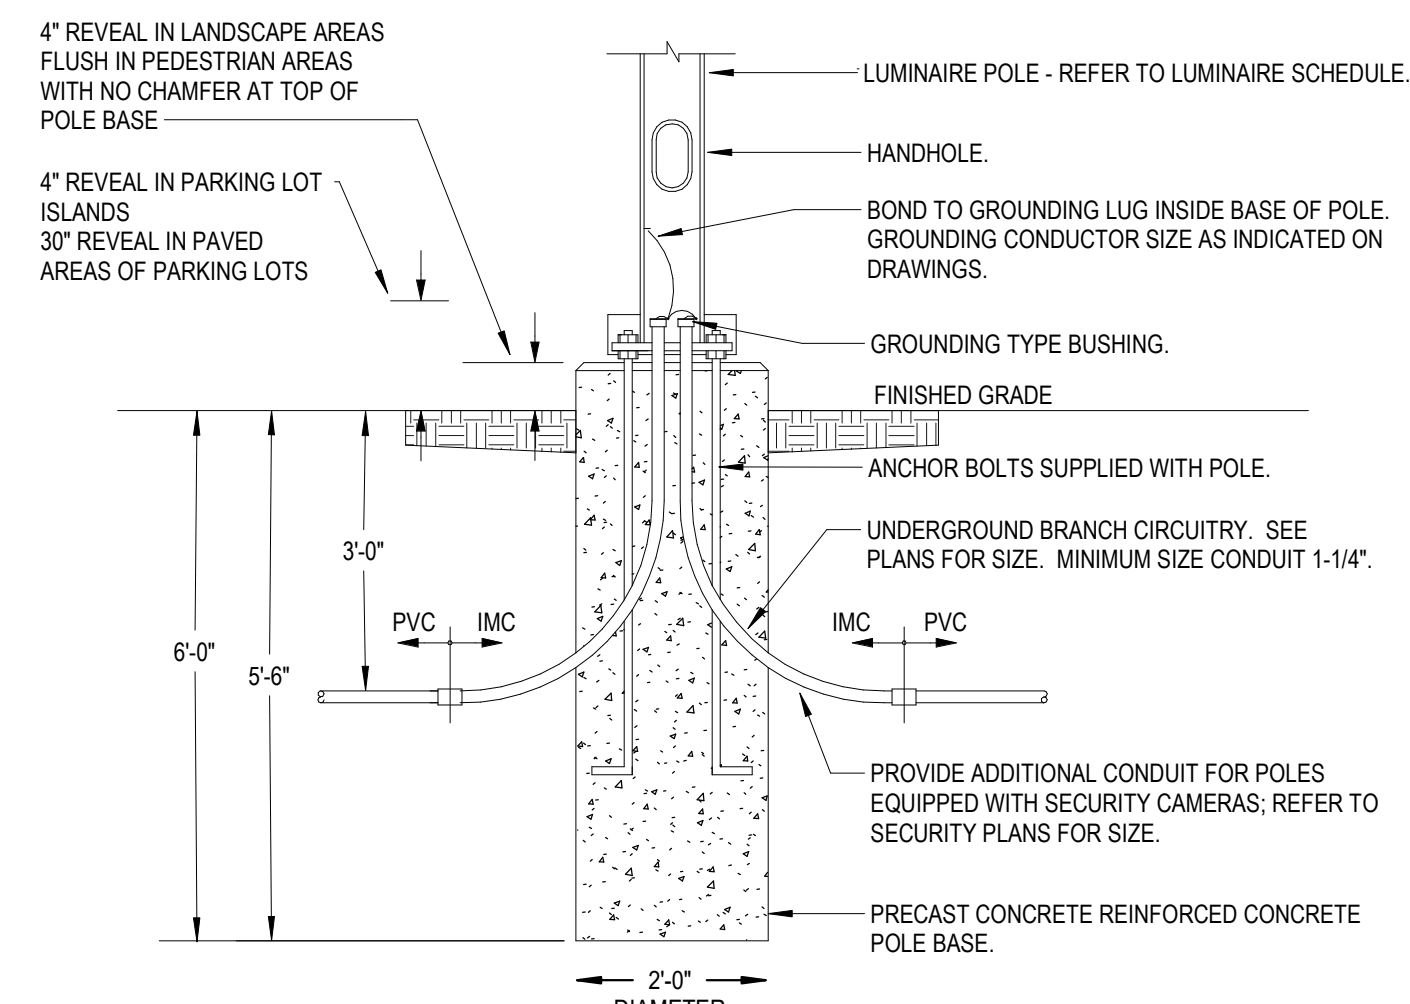 4" REVEAL IN LANDSCAPE AREAS
FLUSH IN PEDESTRIAN AREAS
WITH NO CHAMFER AT TOP OF
POLE BASE
4" REVEAL IN PARKING LOT
ISLANDS
30" REVEAL IN PAVED
AREAS OF PARKING LOTS
LUMINAIRE POLE - REFER TO LUMINAIRE SCHEDULE.
HANDHOLE.
BOND TO GROUNDING LUG INSIDE BASE OF POLE.
GROUNDING CONDUCTOR SIZE AS INDICATED ON
DRAWINGS.
GROUNDING TYPE BUSHING.
FINISHED GRADE
ANCHOR BOLTS SUPPLIED WITH POLE.
UNDERGROUND BRANCH CIRCUITRY. SEE
PLANS FOR SIZE. MINIMUM SIZE CONDUIT 1-1/4".
3'-0"
PVC IMC
IMC PVC
6'-0"
5'-6"
PROVIDE ADDITIONAL CONDUIT FOR POLES
EQUIPPED WITH SECURITY CAMERAS; REFER TO
SECURITY PLANS FOR SIZE.
PRECAST CONCRETE REINFORCED CONCRETE
POLE BASE.
2'-0"
DIAMETER